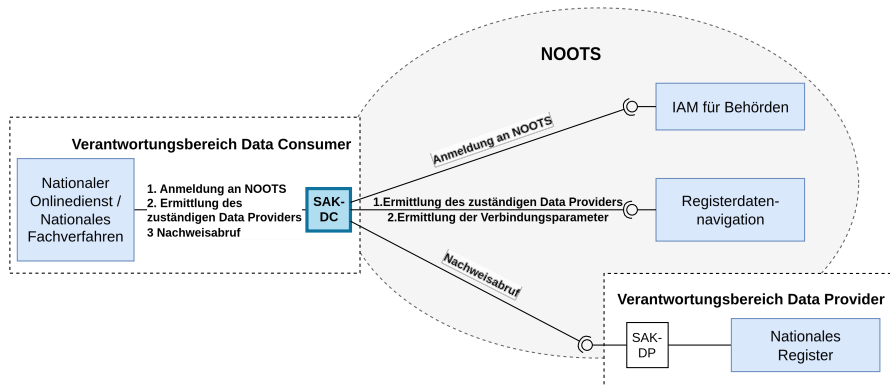 NOOTS
IAM für Behörden
Anmeldung an NOOTS
Verantwortungsbereich Data Consumer
Nationaler
Onlinedienst /
Nationales
Fachverfahren
1. Anmeldung an NOOTS
2. Ermittlung des
zuständigen Data Providers
3 Nachweisabruf
SAK-
DC
1.Ermittlung des zuständigen Data Providers
2.Ermittlung der Verbindungsparameter
Registerdaten-
navigation
Nachweisabruf
Verantwortungsbereich Data Provider
SAK-
DP
Nationales
Register